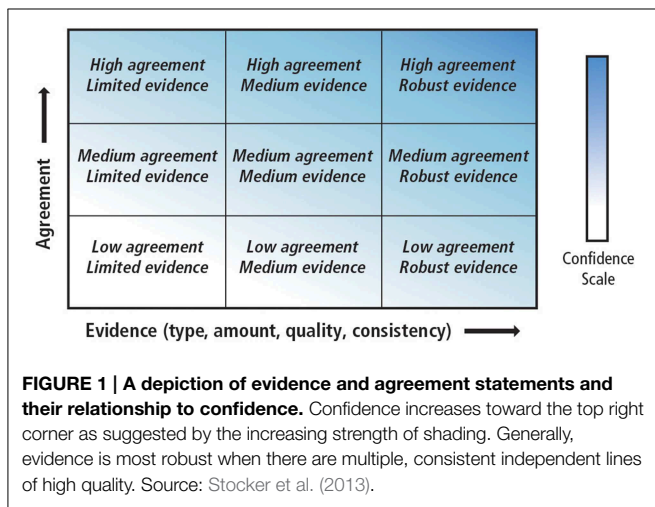 High agreement
Limited evidence
High agreement
Medium evidence
High agreement
Robust evidence
Medium agreement
Limited evidence
Medium agreement
Medium evidence
Medium agreement
Robust evidence
Low agreement
Limited evidence
Low agreement
Medium evidence
Low agreement
Robust evidence
Agreement
Evidence (type, amount, quality, consistency)
Confidence
Scale
FIGURE 1 | A depiction of evidence and agreement statements and
their relationship to confidence. Confidence increases toward the top right
corner as suggested by the increasing strength of shading. Generally,
evidence is most robust when there are multiple, consistent independent lines
of high quality. Source: Stocker et al. (2013).